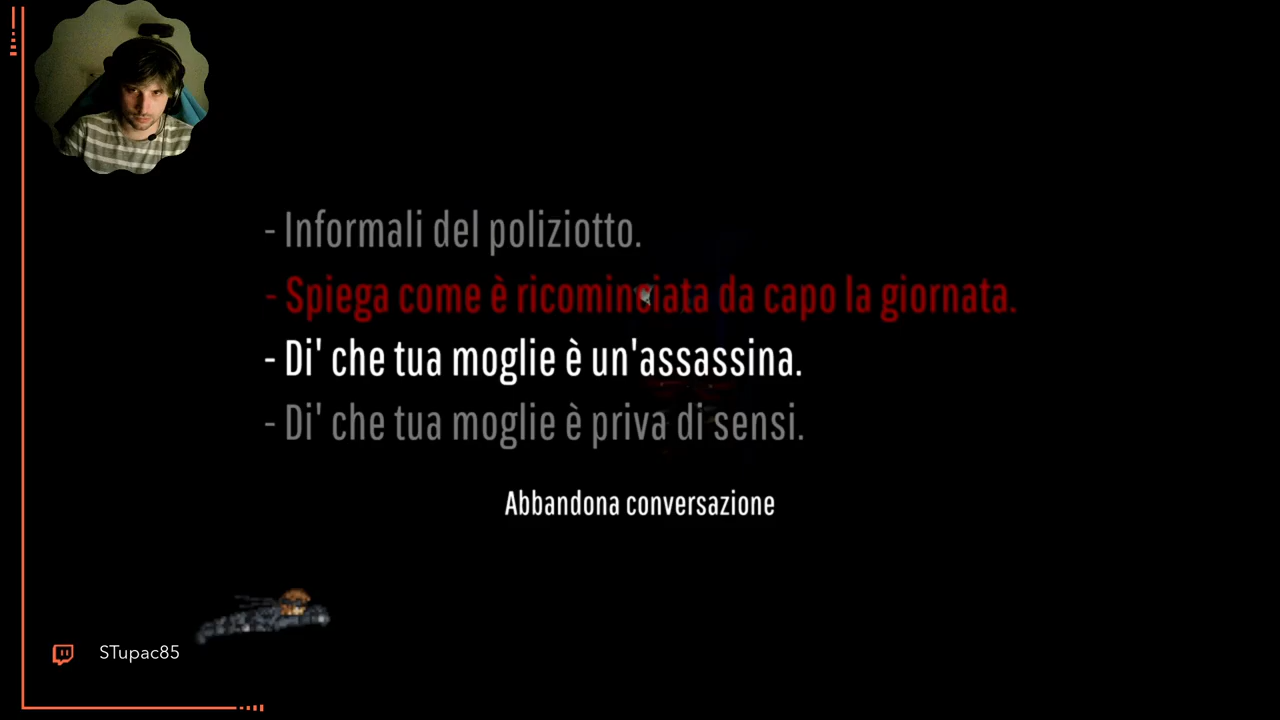 - Informali del poliziotto.
- Spiega come è ricominciata da capo la giornata.
- Di' che tua moglie è un'assassina.
- Di' che tua moglie è priva di sensi.
Abbandona conversazione
STupac85